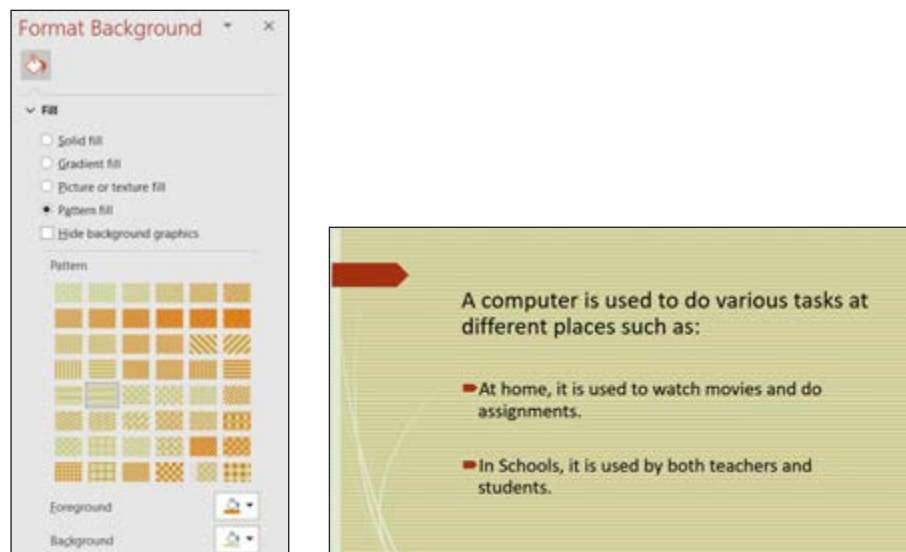 Format Background
Fill
Solid fill
Gradient fill
Picture or texture fill
Pattern fill
Hide background graphics
Pattern
Foreground
Background
A computer is used to do various tasks at
different places such as:
At home, it is used to watch movies and do
assignments.
In Schools, it is used by both teachers and
students.